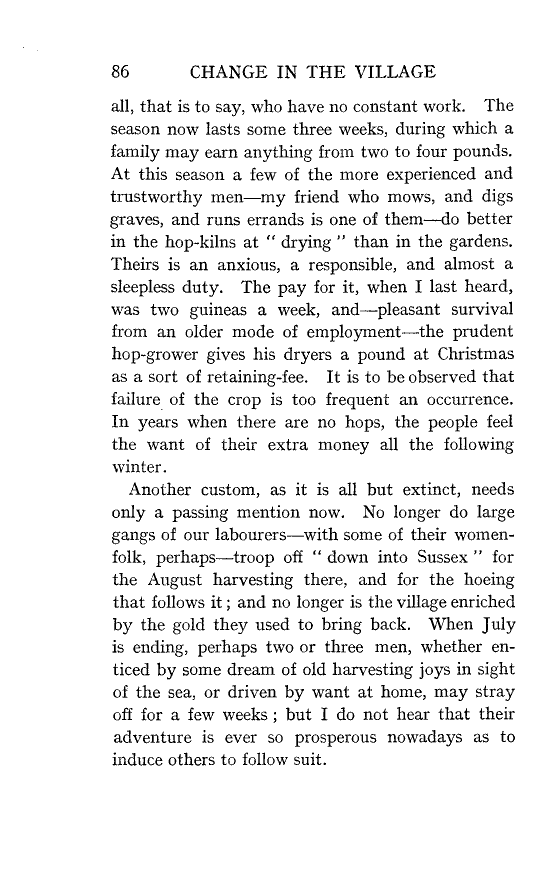 86 CHANGE IN THE VILLAGE
all, that is to say, who have no constant work. The
season now lasts some three weeks, during which a
family may earn anything from two to four pounds.
At this season a few of the more experienced and
trustworthy men—my friend who mows, and digs
graves, and runs errands is one of them—do better
in the hop-kilns at “ drying ” than in the gardens.
Theirs is an anxious, a responsible, and almost a
sleepless duty. The pay for it, when I last heard,
was two guineas a week, and—pleasant survival
from an older mode of employment—the prudent
hop-grower gives his dryers a pound at Christmas
as a sort of retaining-fee. It is to be observed that
failure of the crop is too frequent an occurrence.
In years when there are no hops, the people feel
the want of their extra money all the following
winter.
Another custom, as it is all but extinct, needs
only a passing mention now. No longer do large
gangs of our labourers—with some of their women-
folk, perhaps—troop off “ down into Sussex ” for
the August harvesting there, and for the hoeing
that follows it ; and no longer is the village enriched
by the gold they used to bring back. When July
is ending, perhaps two or three men, whether en-
ticed by some dream of old harvesting joys in sight
of the sea, or driven by want at home, may stray
off for a few weeks ; but I do not hear that their
adventure is ever so prosperous nowadays as to
induce others to follow suit.